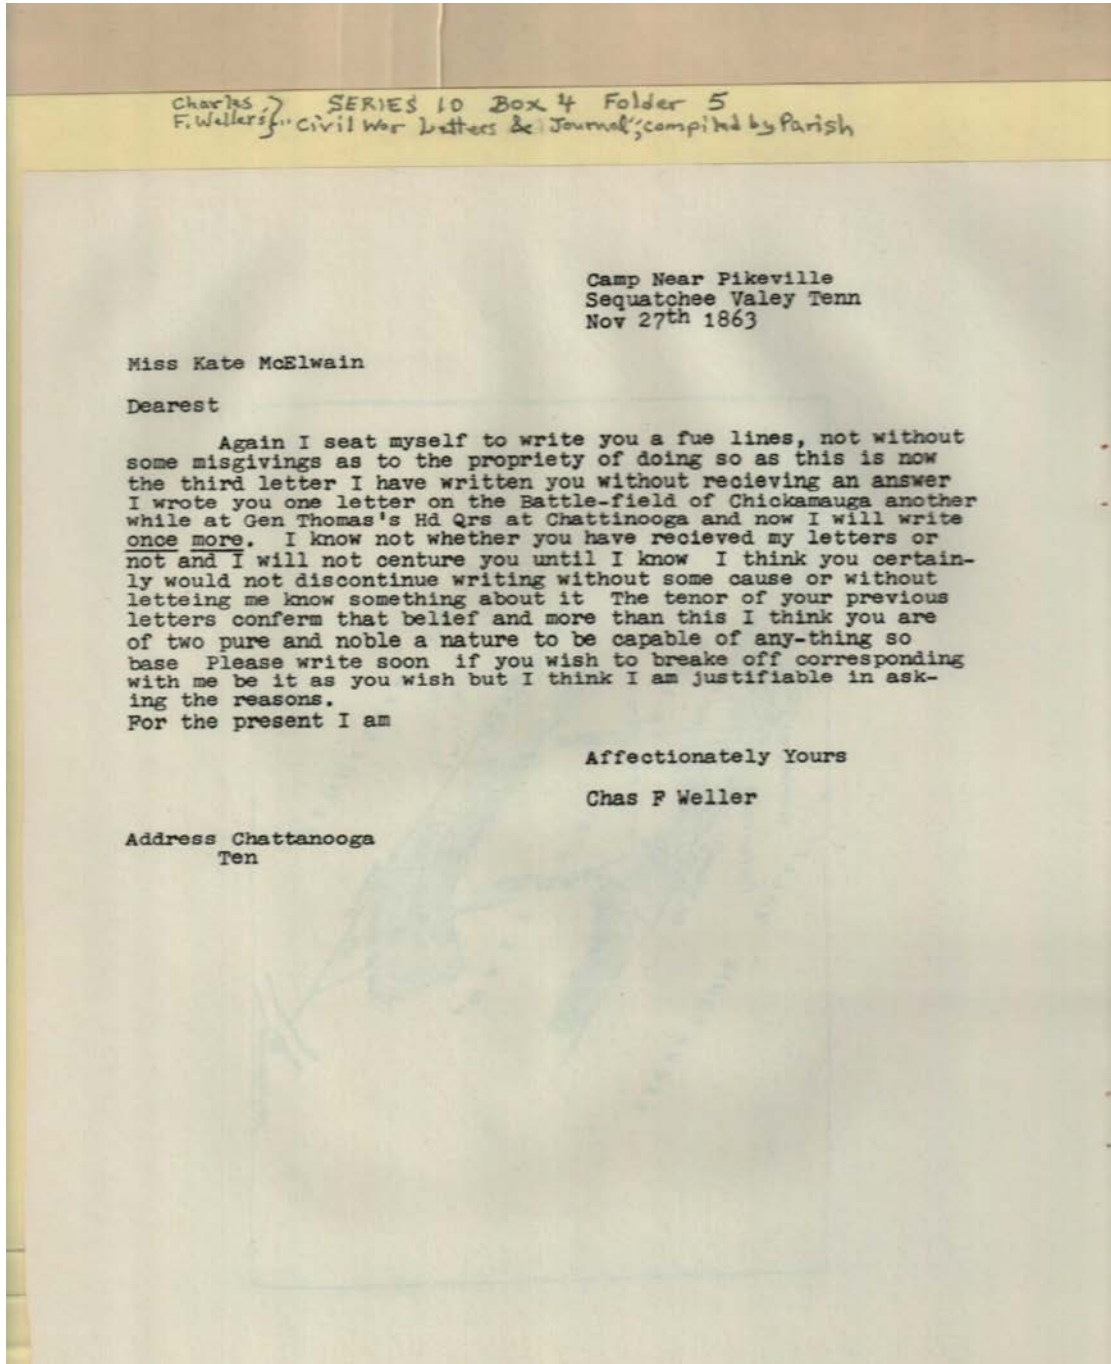 Charles } SERIES 10 Box 4 Folder 5
F. Wellers } "Civil War Letters & Journal"; compiled by Parish
Camp Near Pikeville
Sequatchee Valey Tenn
Nov 27th 1863
Miss Kate McElwain
Dearest
Again I seat myself to write you a fue lines, not without
some misgivings as to the propriety of doing so as this is now
the third letter I have written you without recieving an answer
I wrote you one letter on the Battle-field of Chickamauga another
while at Gen Thomas's Hd Qrs at Chattinooga and now I will write
once more. I know not whether you have recieved my letters or
not and I will not centure you until I know I think you certain-
ly would not discontinue writing without some cause or without
letteing me know something about it The tenor of your previous
letters conferm that belief and more than this I think you are
of two pure and noble a nature to be capable of any-thing so
base Please write soon if you wish to breake off corresponding
with me be it as you wish but I think I am justifiable in ask-
ing the reasons.
For the present I am
Affectionately Yours
Chas F Weller
Address Chattanooga
Ten